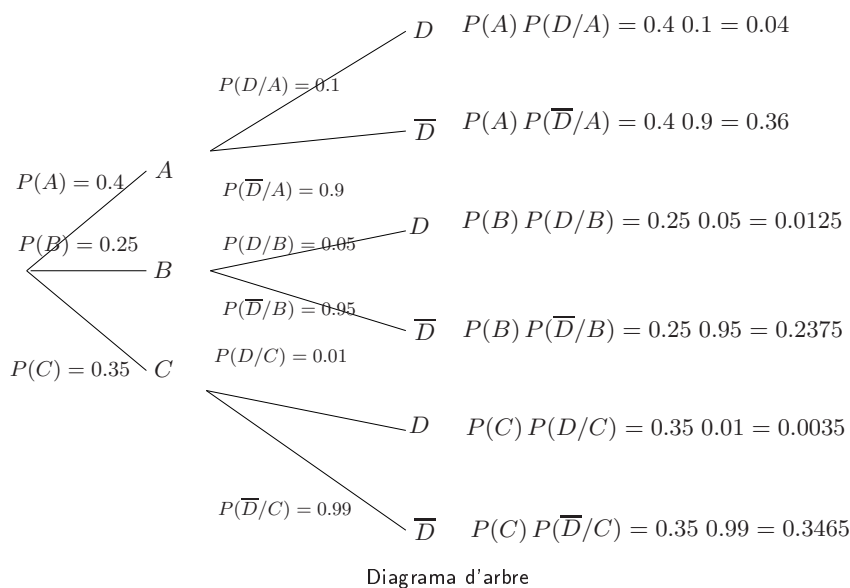 D P(A) P(D/A) = 0.4 0.1 = 0.04
P(D/A) = 0.1
D̅ P(A) P(D̅/A) = 0.4 0.9 = 0.36
A
P(A) = 0.4
P(D̅/A) = 0.9
D P(B) P(D/B) = 0.25 0.05 = 0.0125
P(B) = 0.25
P(D/B) = 0.05
B
P(D̅/B) = 0.95
D̅ P(B) P(D̅/B) = 0.25 0.95 = 0.2375
P(D/C) = 0.01
P(C) = 0.35 C
D P(C) P(D/C) = 0.35 0.01 = 0.0035
P(D̅/C) = 0.99
D̅ P(C) P(D̅/C) = 0.35 0.99 = 0.3465
Diagrama d'arbre